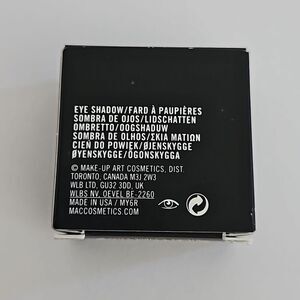 EYE SHADOW/FARD À PAUPIÈRES
SOMBRA DE OJOS/LIDSCHATTEN
OMBRETTO/OOGSHADUW
SOMBRA DE OLHOS/ΣΚΙΑ ΜΑΤΙΩΝ
CIEŃ DO POWIEK/ØJENSKYGGE
ØYENSKYGGE/ÖGONSKYGGA
© MAKE-UP ART COSMETICS, DIST.
TORONTO, CANADA M3J 2W3
WLB LTD, GU32 3DD, UK
WLBS NV, OEVEL BE-2260
MADE IN USA / MY6R
MACCOSMETICS.COM